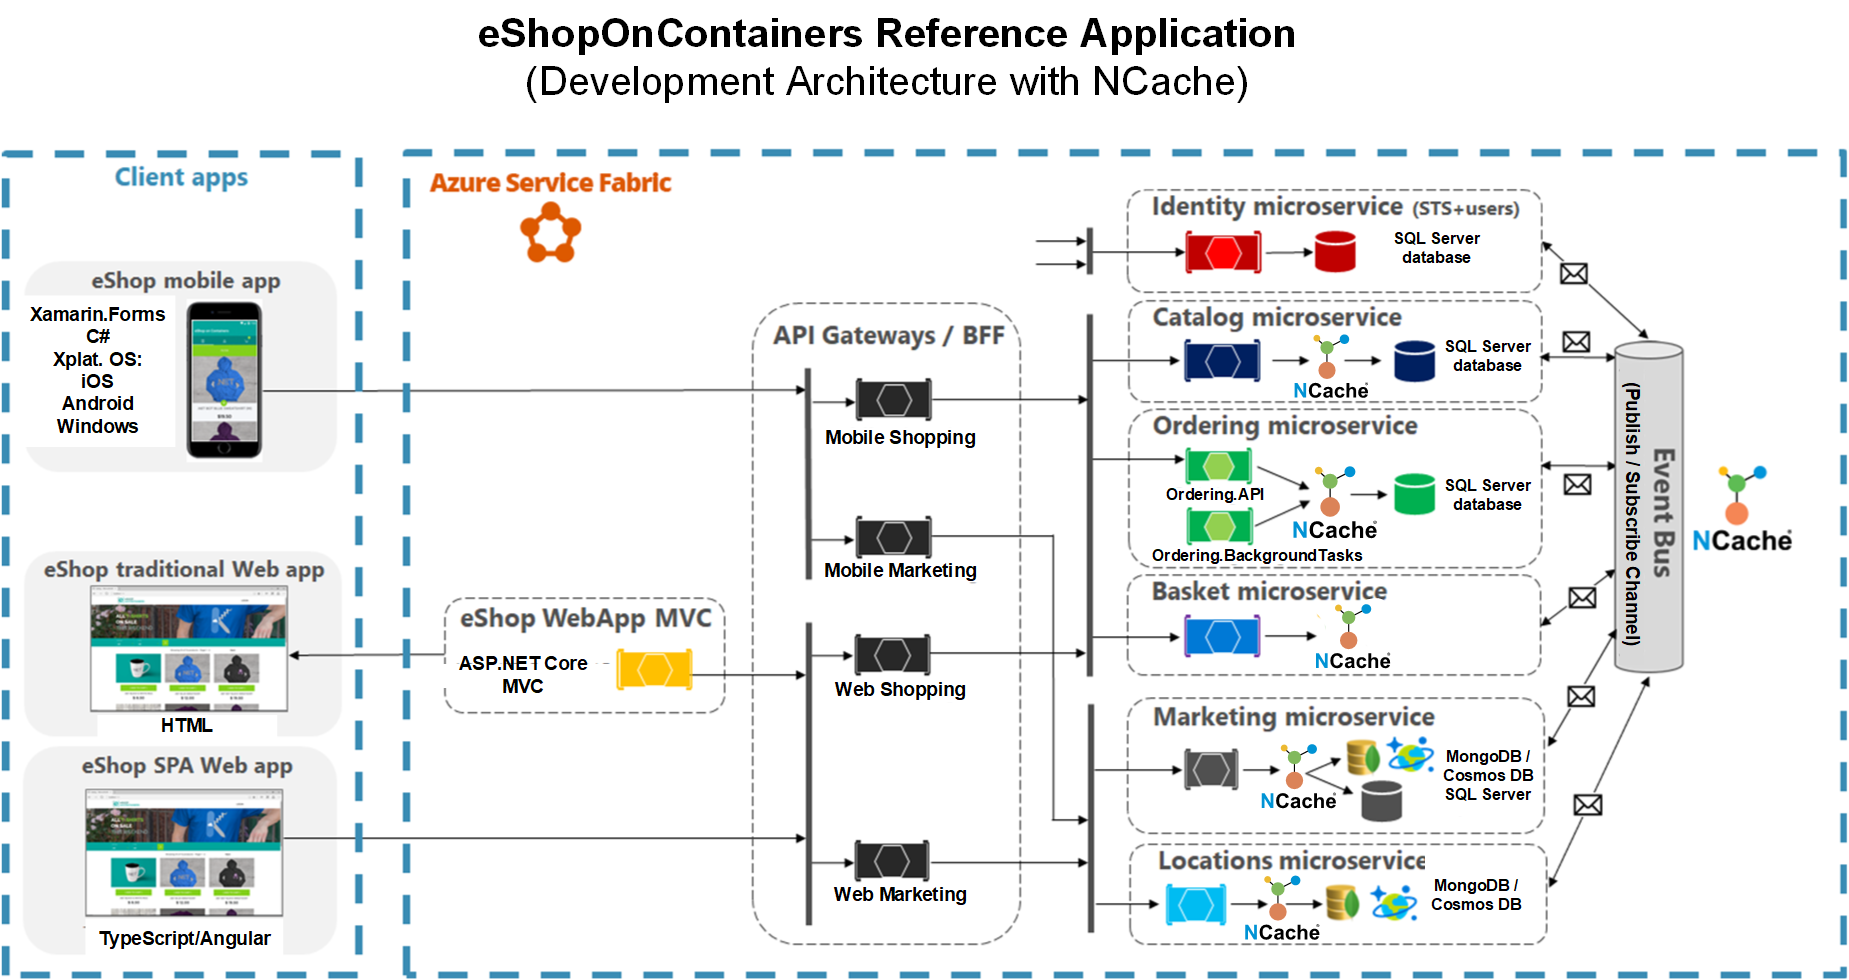 eShopOnContainers Reference Application
(Development Architecture with NCache)
Client apps
eShop mobile app
Xamarin.Forms
C#
Xplat. OS:
iOS
Android
Windows
eShop traditional Web app
HTML
eShop SPA Web app
TypeScript/Angular
Azure Service Fabric
eShop WebApp MVC
ASP.NET Core
MVC
API Gateways / BFF
Mobile Shopping
Mobile Marketing
Web Shopping
Web Marketing
Identity microservice (STS+users)
SQL Server
database
Catalog microservice
NCache
SQL Server
database
Ordering microservice
Ordering.API
Ordering.BackgroundTasks
NCache
SQL Server
database
Basket microservice
NCache
Marketing microservice
NCache
MongoDB /
Cosmos DB
SQL Server
Locations microservice
NCache
MongoDB /
Cosmos DB
Event Bus
(Publish / Subscribe Channel)
NCache